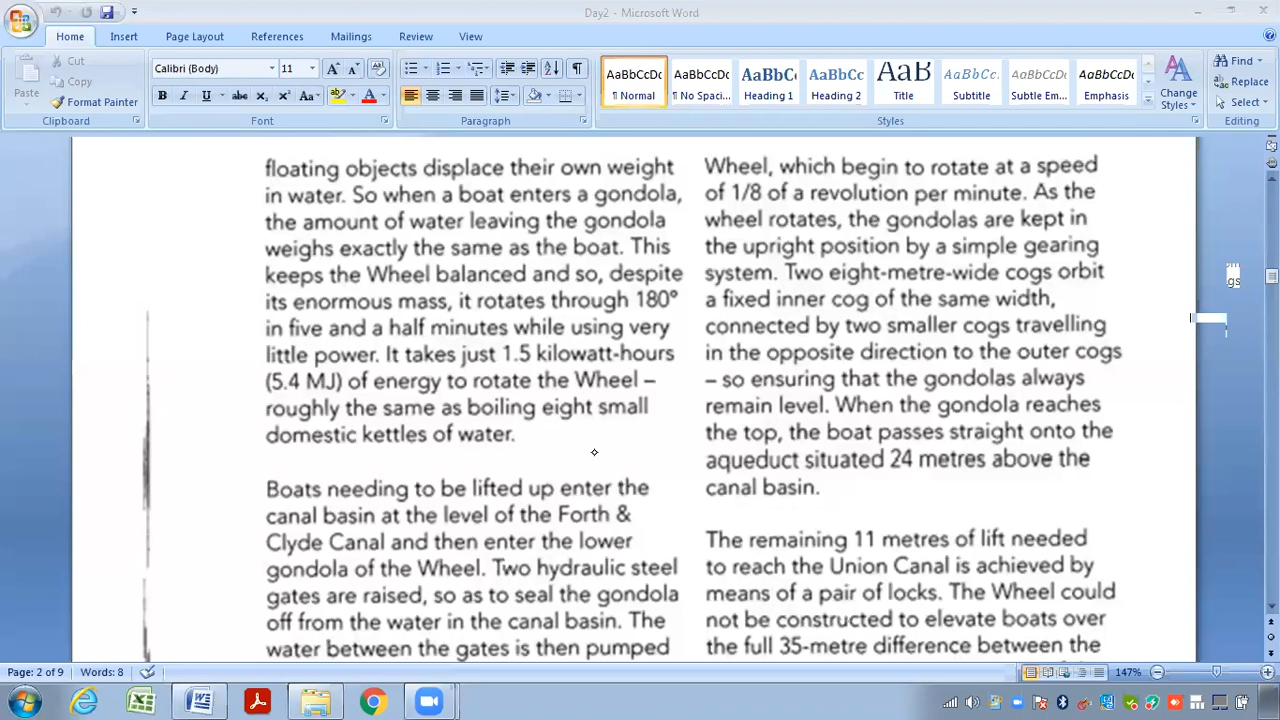 Day2 - Microsoft Word
Home Insert Page Layout References Mailings Review View
Paste
Cut
Copy
Format Painter
Clipboard
Calibri (Body) 11
Font
Paragraph
AaBbCcDc AaBbCcDc AaBbC AaBbCc AaB AaBbCc. AaBbCcDc AaBbCcDc
¶ Normal ¶ No Spaci... Heading 1 Heading 2 Title Subtitle Subtle Em... Emphasis
Change Styles
Styles
Find
Replace
Select
Editing
floating objects displace their own weight
in water. So when a boat enters a gondola,
the amount of water leaving the gondola
weighs exactly the same as the boat. This
keeps the Wheel balanced and so, despite
its enormous mass, it rotates through 180°
in five and a half minutes while using very
little power. It takes just 1.5 kilowatt-hours
(5.4 MJ) of energy to rotate the Wheel –
roughly the same as boiling eight small
domestic kettles of water.
Boats needing to be lifted up enter the
canal basin at the level of the Forth &
Clyde Canal and then enter the lower
gondola of the Wheel. Two hydraulic steel
gates are raised, so as to seal the gondola
off from the water in the canal basin. The
water between the gates is then pumped
Wheel, which begin to rotate at a speed
of 1/8 of a revolution per minute. As the
wheel rotates, the gondolas are kept in
the upright position by a simple gearing
system. Two eight-metre-wide cogs orbit
a fixed inner cog of the same width,
connected by two smaller cogs travelling
in the opposite direction to the outer cogs
– so ensuring that the gondolas always
remain level. When the gondola reaches
the top, the boat passes straight onto the
aqueduct situated 24 metres above the
canal basin.
The remaining 11 metres of lift needed
to reach the Union Canal is achieved by
means of a pair of locks. The Wheel could
not be constructed to elevate boats over
the full 35-metre difference between the
gs
Page: 2 of 9 Words: 8 147%